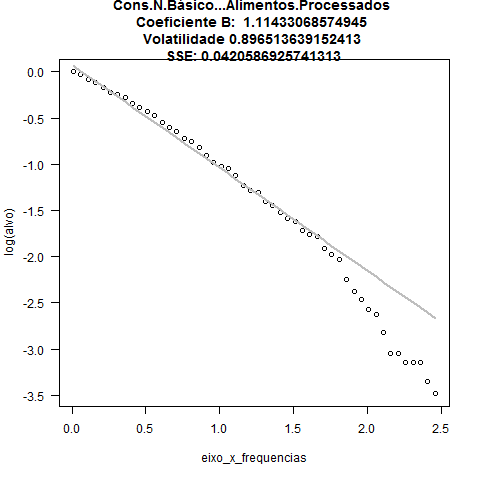 Cons.N.Básico...Alimentos.Processados
Coeficiente B:  1.11433068574945
Volatilidade 0.896513639152413
SSE: 0.0420586925741313
0.0
-0.5
-1.0
-1.5
-2.0
-2.5
-3.0
-3.5
log(alvo)
0.0 0.5 1.0 1.5 2.0 2.5
eixo_x_frequencias